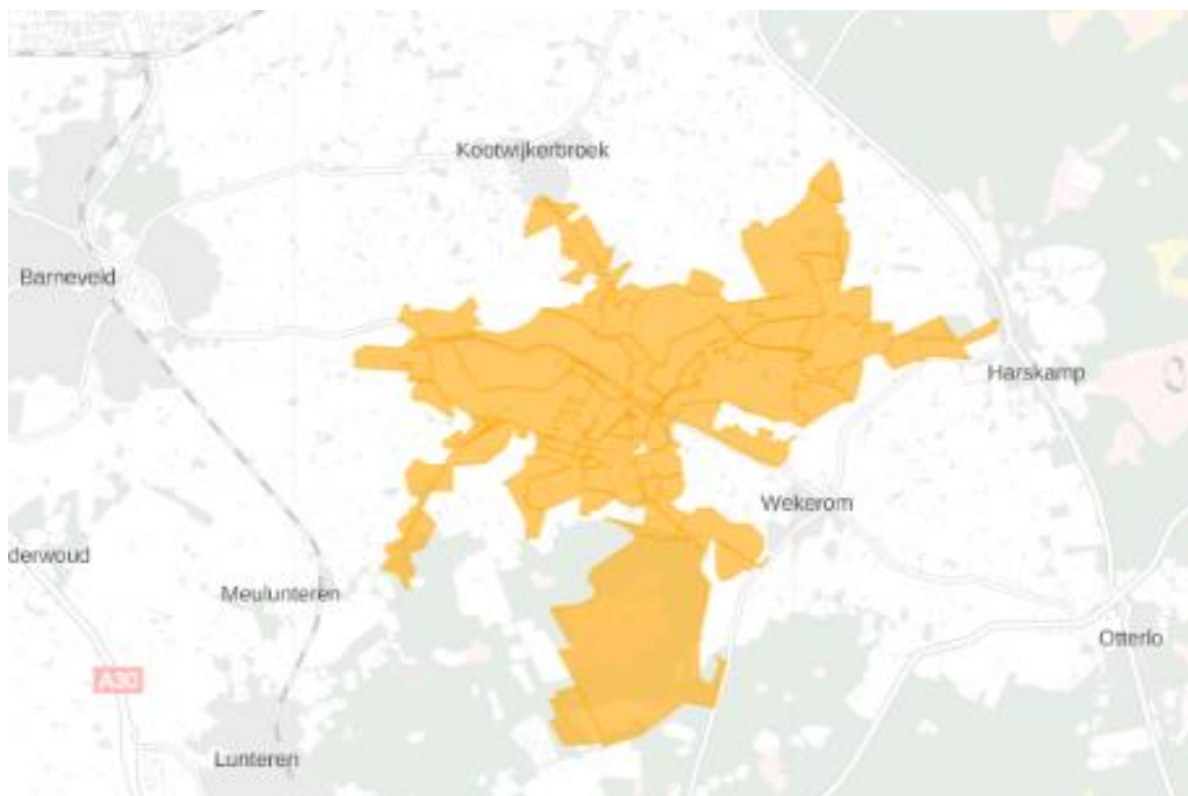 Kootwijkerbroek
Barneveld
Harskamp
Wekerom
derwoud
Meulunteren
Otterlo
A30
Lunteren